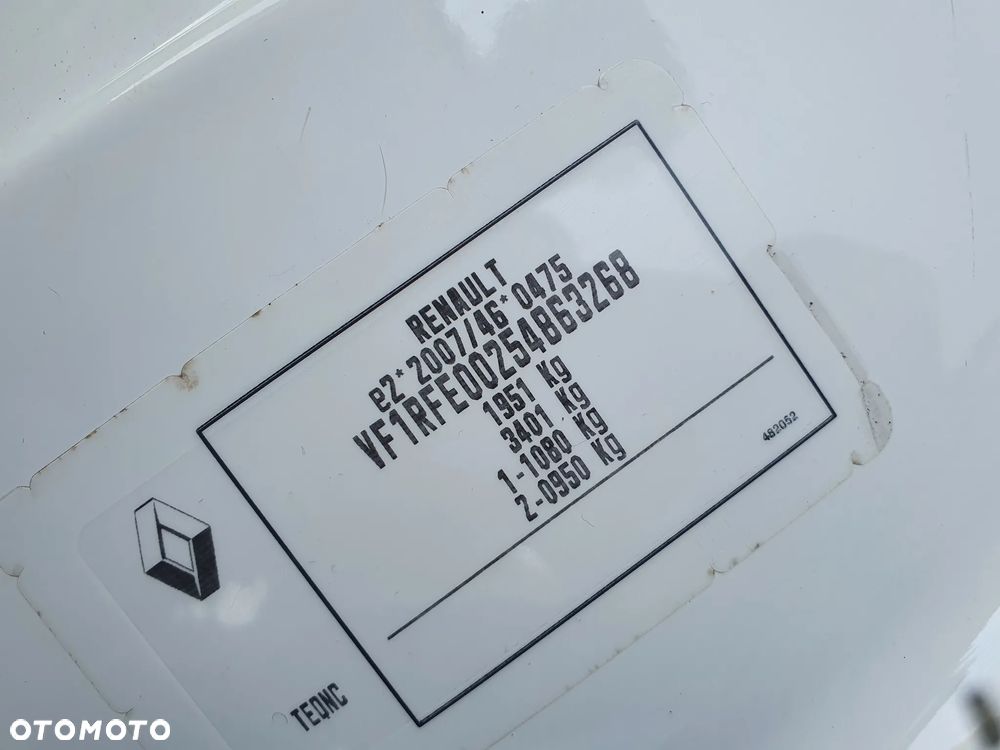 RENAULT
e2*2007/46*0475
VF1RFE00254863268
1951 Kg
3401 Kg
1-1080 Kg
2-0950 Kg
482052
TEQNC
OTOMOTO